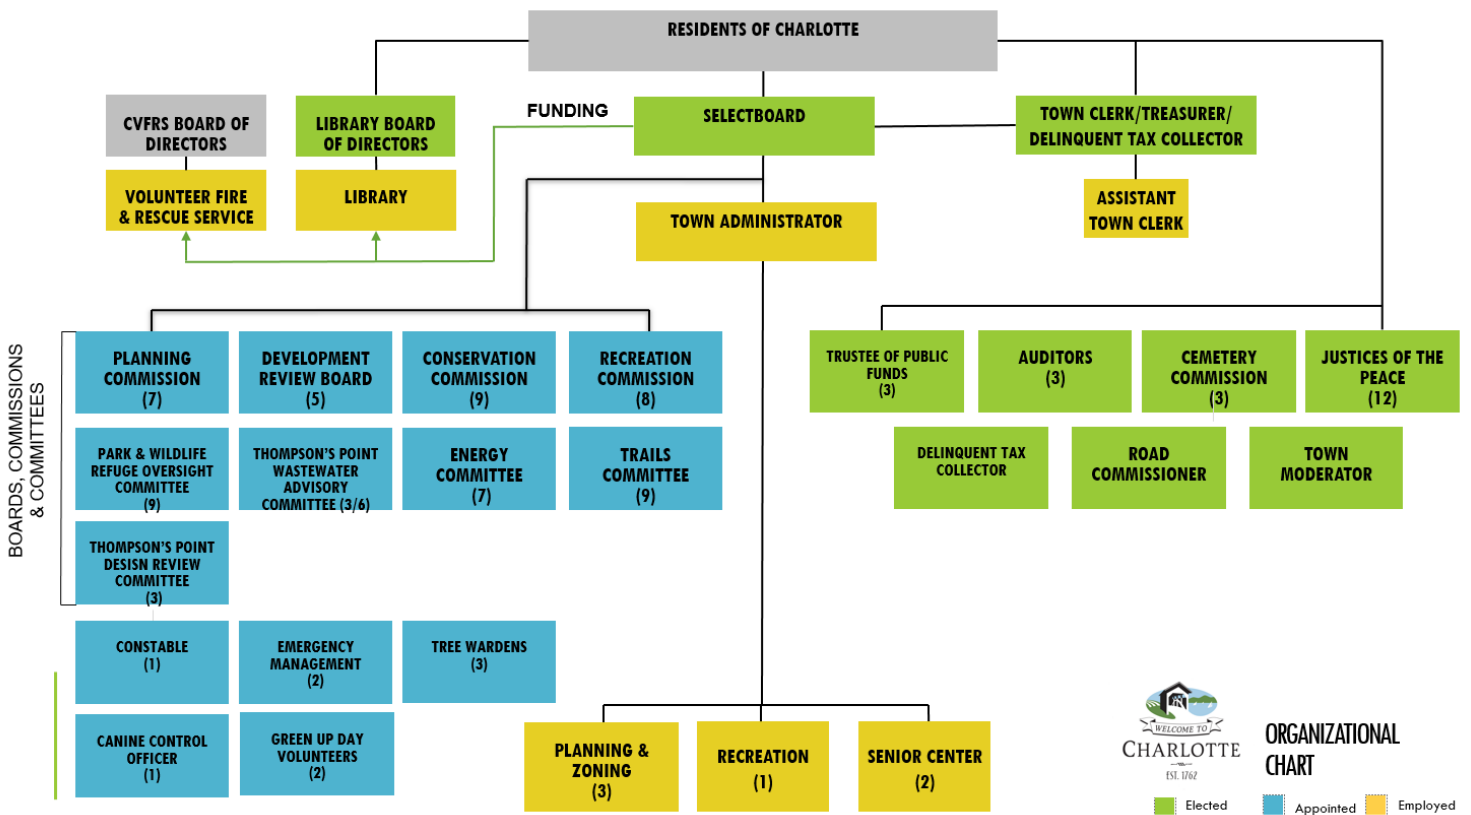 RESIDENTS OF CHARLOTTE
CVFRS BOARD OF
DIRECTORS
LIBRARY BOARD
OF DIRECTORS
FUNDING
SELECTBOARD
TOWN CLERK/TREASURER/
DELINQUENT TAX COLLECTOR
VOLUNTEER FIRE
& RESCUE SERVICE
LIBRARY
TOWN ADMINISTRATOR
ASSISTANT
TOWN CLERK
BOARDS, COMMISSIONS
& COMMITTEES
PLANNING
COMMISSION
(7)
DEVELOPMENT
REVIEW BOARD
(5)
CONSERVATION
COMMISSION
(9)
RECREATION
COMMISSION
(8)
TRUSTEE OF PUBLIC
FUNDS
(3)
AUDITORS
(3)
CEMETERY
COMMISSION
(3)
JUSTICES OF THE
PEACE
(12)
PARK & WILDLIFE
REFUGE OVERSIGHT
COMMITTEE
(9)
THOMPSON'S POINT
WASTEWATER
ADVISORY
COMMITTEE (3/6)
ENERGY
COMMITTEE
(7)
TRAILS
COMMITTEE
(9)
DELINQUENT TAX
COLLECTOR
ROAD
COMMISSIONER
TOWN
MODERATOR
THOMPSON'S POINT
DESISN REVIEW
COMMITTEE
(3)
CONSTABLE
(1)
EMERGENCY
MANAGEMENT
(2)
TREE WARDENS
(3)
CANINE CONTROL
OFFICER
(1)
GREEN UP DAY
VOLUNTEERS
(2)
PLANNING &
ZONING
(3)
RECREATION
(1)
SENIOR CENTER
(2)
WELCOME TO
CHARLOTTE
EST. 1762
ORGANIZATIONAL
CHART
Elected
Appointed
Employed